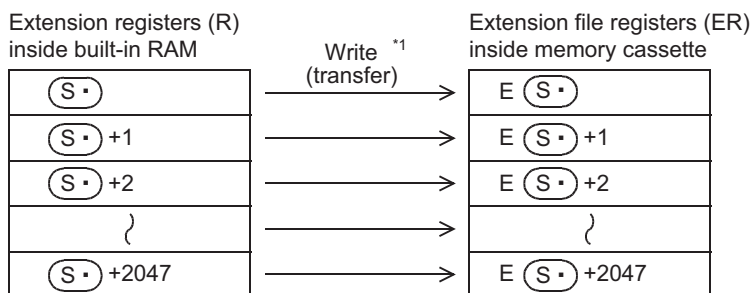 Extension registers (R)
inside built-in RAM
Write *1
(transfer)
Extension file registers (ER)
inside memory cassette
S・
E S・
S・ +1
E S・ +1
S・ +2
E S・ +2
S・ +2047
E S・ +2047